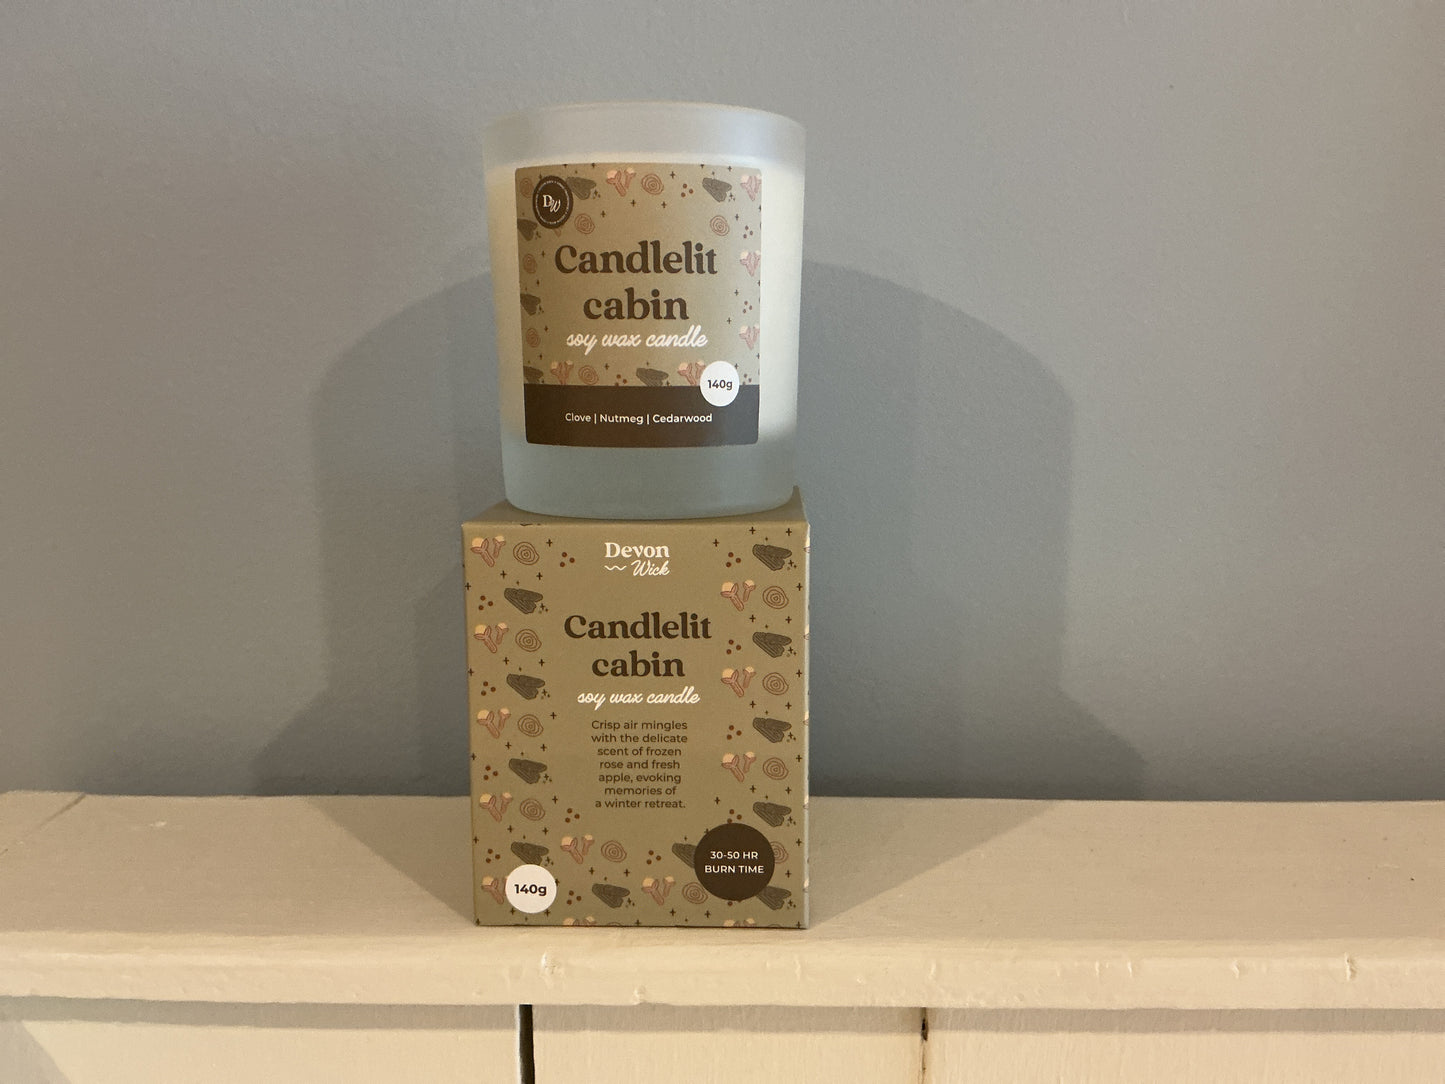 DW
Candlelit
cabin
soy wax candle
140g
Clove | Nutmeg | Cedarwood
Devon
Wick
Candlelit
cabin
soy wax candle
Crisp air mingles
with the delicate
scent of frozen
rose and fresh
apple, evoking
memories of
a winter retreat.
30-50 HR
BURN TIME
140g